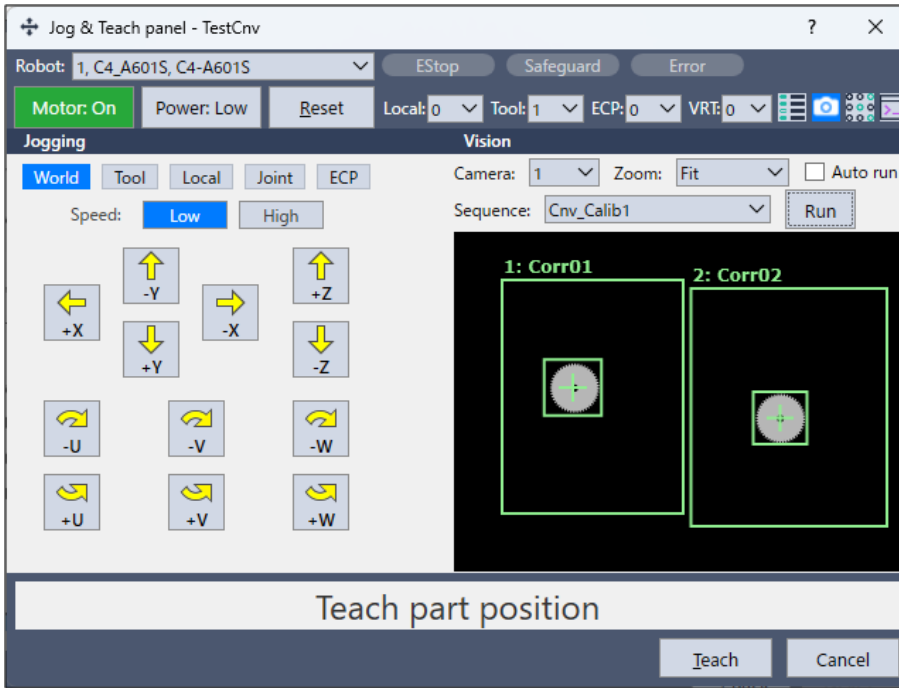 Jog & Teach panel - TestCnv ? ×
Robot: 1, C4_A601S, C4-A601S EStop Safeguard Error
Motor: On Power: Low Reset Local: 0 Tool: 1 ECP: 0 VRT: 0
Jogging Vision
World Tool Local Joint ECP Camera: 1 Zoom: Fit Auto run
Speed: Low High Sequence: Cnv_Calib1 Run
1: Corr01
2: Corr02
-Y +Z
+X -X
+Y -Z
-U -V -W
+U +V +W
Teach part position
Teach Cancel